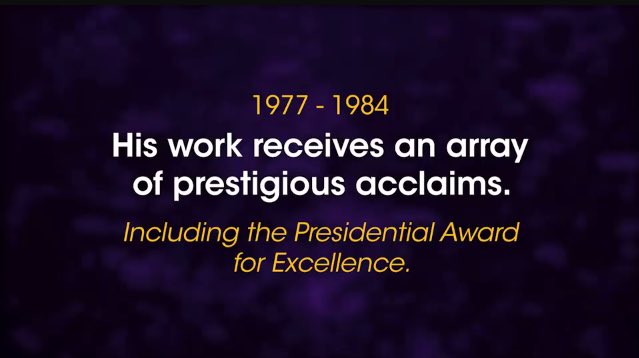 1977 - 1984
His work receives an array
of prestigious acclaims.
Including the Presidential Award
for Excellence.